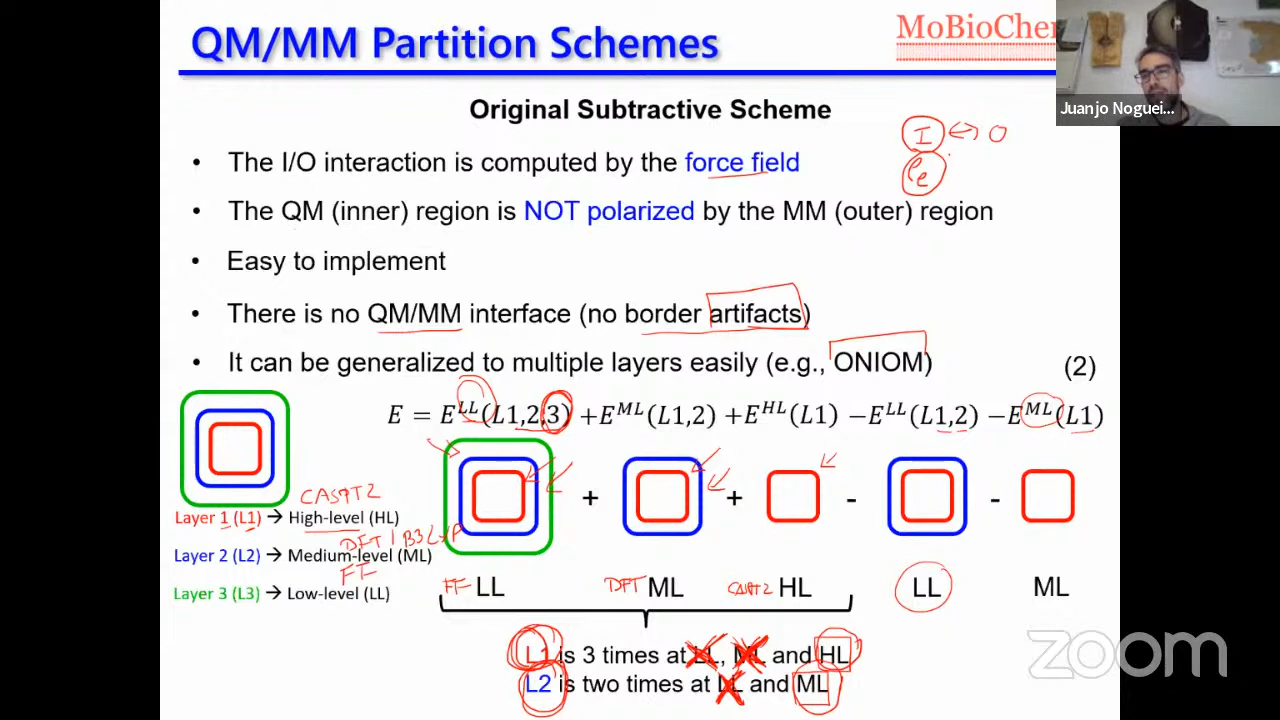 QM/MM Partition Schemes
MoBioChem
Juanjo Noguei...
Original Subtractive Scheme
I ↔ O
ρe
• The I/O interaction is computed by the force field
• The QM (inner) region is NOT polarized by the MM (outer) region
• Easy to implement
• There is no QM/MM interface (no border artifacts)
• It can be generalized to multiple layers easily (e.g., ONIOM)
(2)
E = E^{LL}(L1,2,3) + E^{ML}(L1,2) + E^{HL}(L1) − E^{LL}(L1,2) − E^{ML}(L1)
+ + - -
CASPT2
Layer 1 (L1) → High-level (HL)
DFT / B3LYP
Layer 2 (L2) → Medium-level (ML)
FF
Layer 3 (L3) → Low-level (LL)
FF LL DFT ML CASPT2 HL LL ML
L1 is 3 times at LL, ML and HL
L2 is two times at LL and ML
zoom